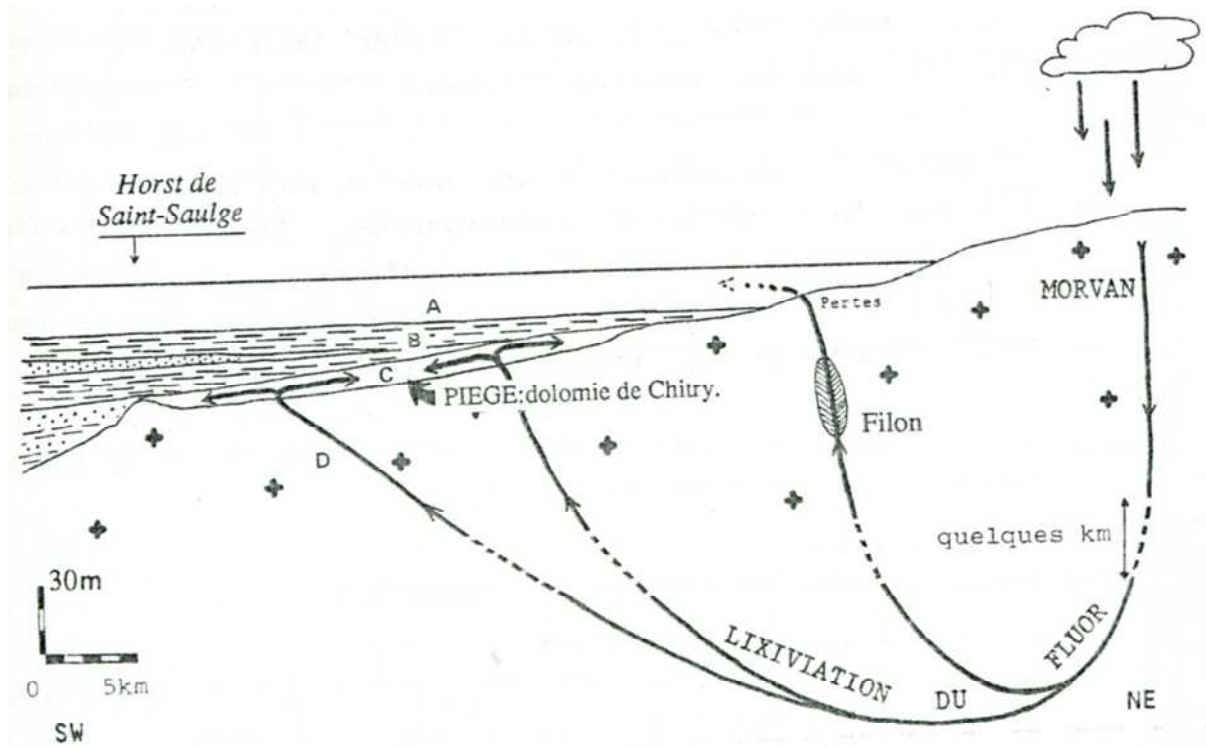 Horst de
Saint-Saulge
A
Pertes
MORVAN
B
C
PIEGE:dolomie de Chitry.
Filon
D
quelques km
30m
LIXIVIATION DU FLUOR
0 5km
SW
NE